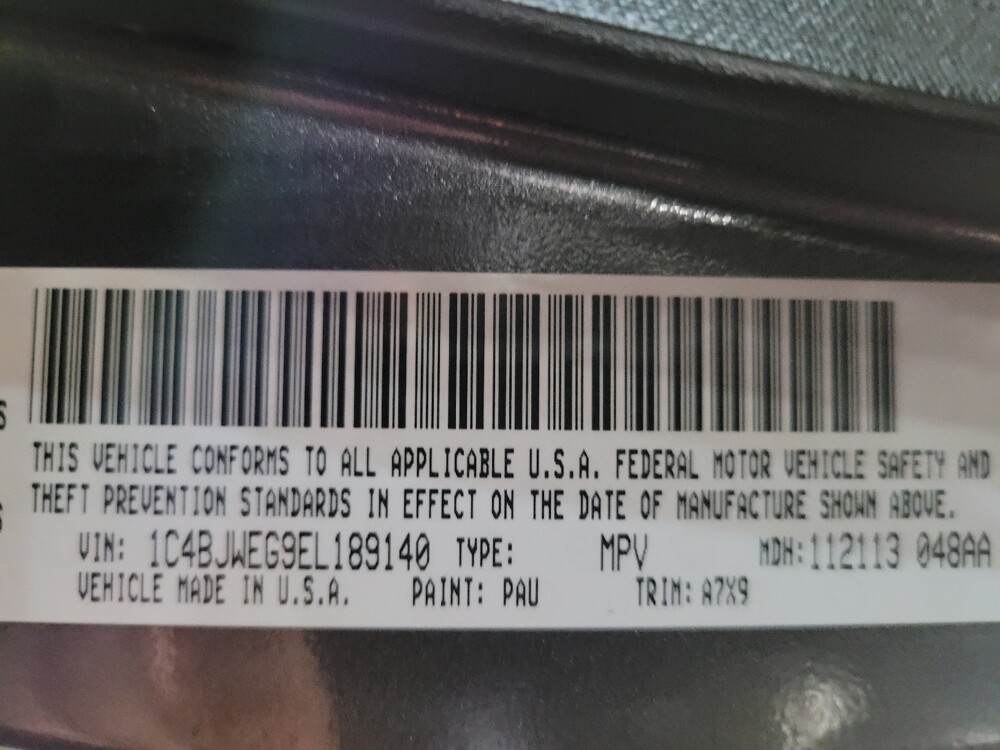 THIS VEHICLE CONFORMS TO ALL APPLICABLE U.S.A. FEDERAL MOTOR VEHICLE SAFETY AND
THEFT PREVENTION STANDARDS IN EFFECT ON THE DATE OF MANUFACTURE SHOWN ABOVE.
VIN: 1C4BJWEG9EL189140 TYPE: MPV MDH:112113 048AA
VEHICLE MADE IN U.S.A. PAINT: PAU TRIM: A7X9